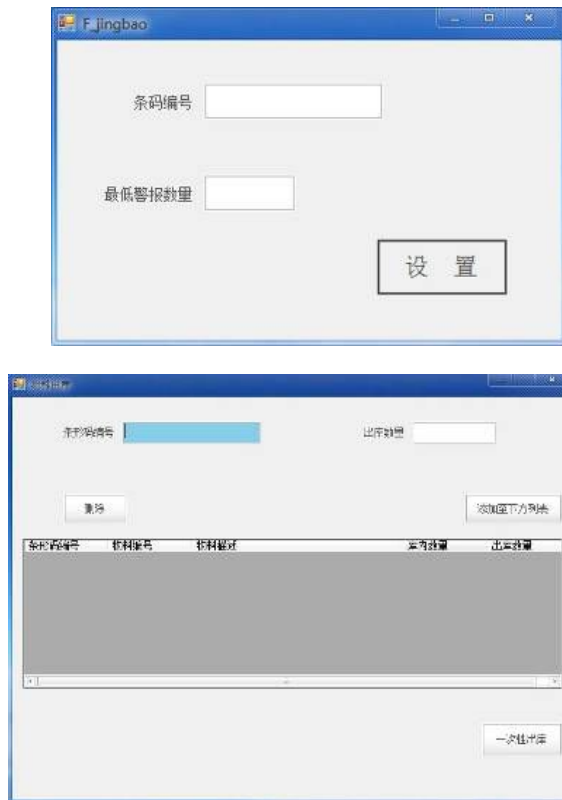 F_jingbao
条码编号
最低警报数量
设 置
条形码编号 出库数量
删除 添加至下方列表
条形码编号 物料编号 物料描述 库内数量 出库数量
一次性出库